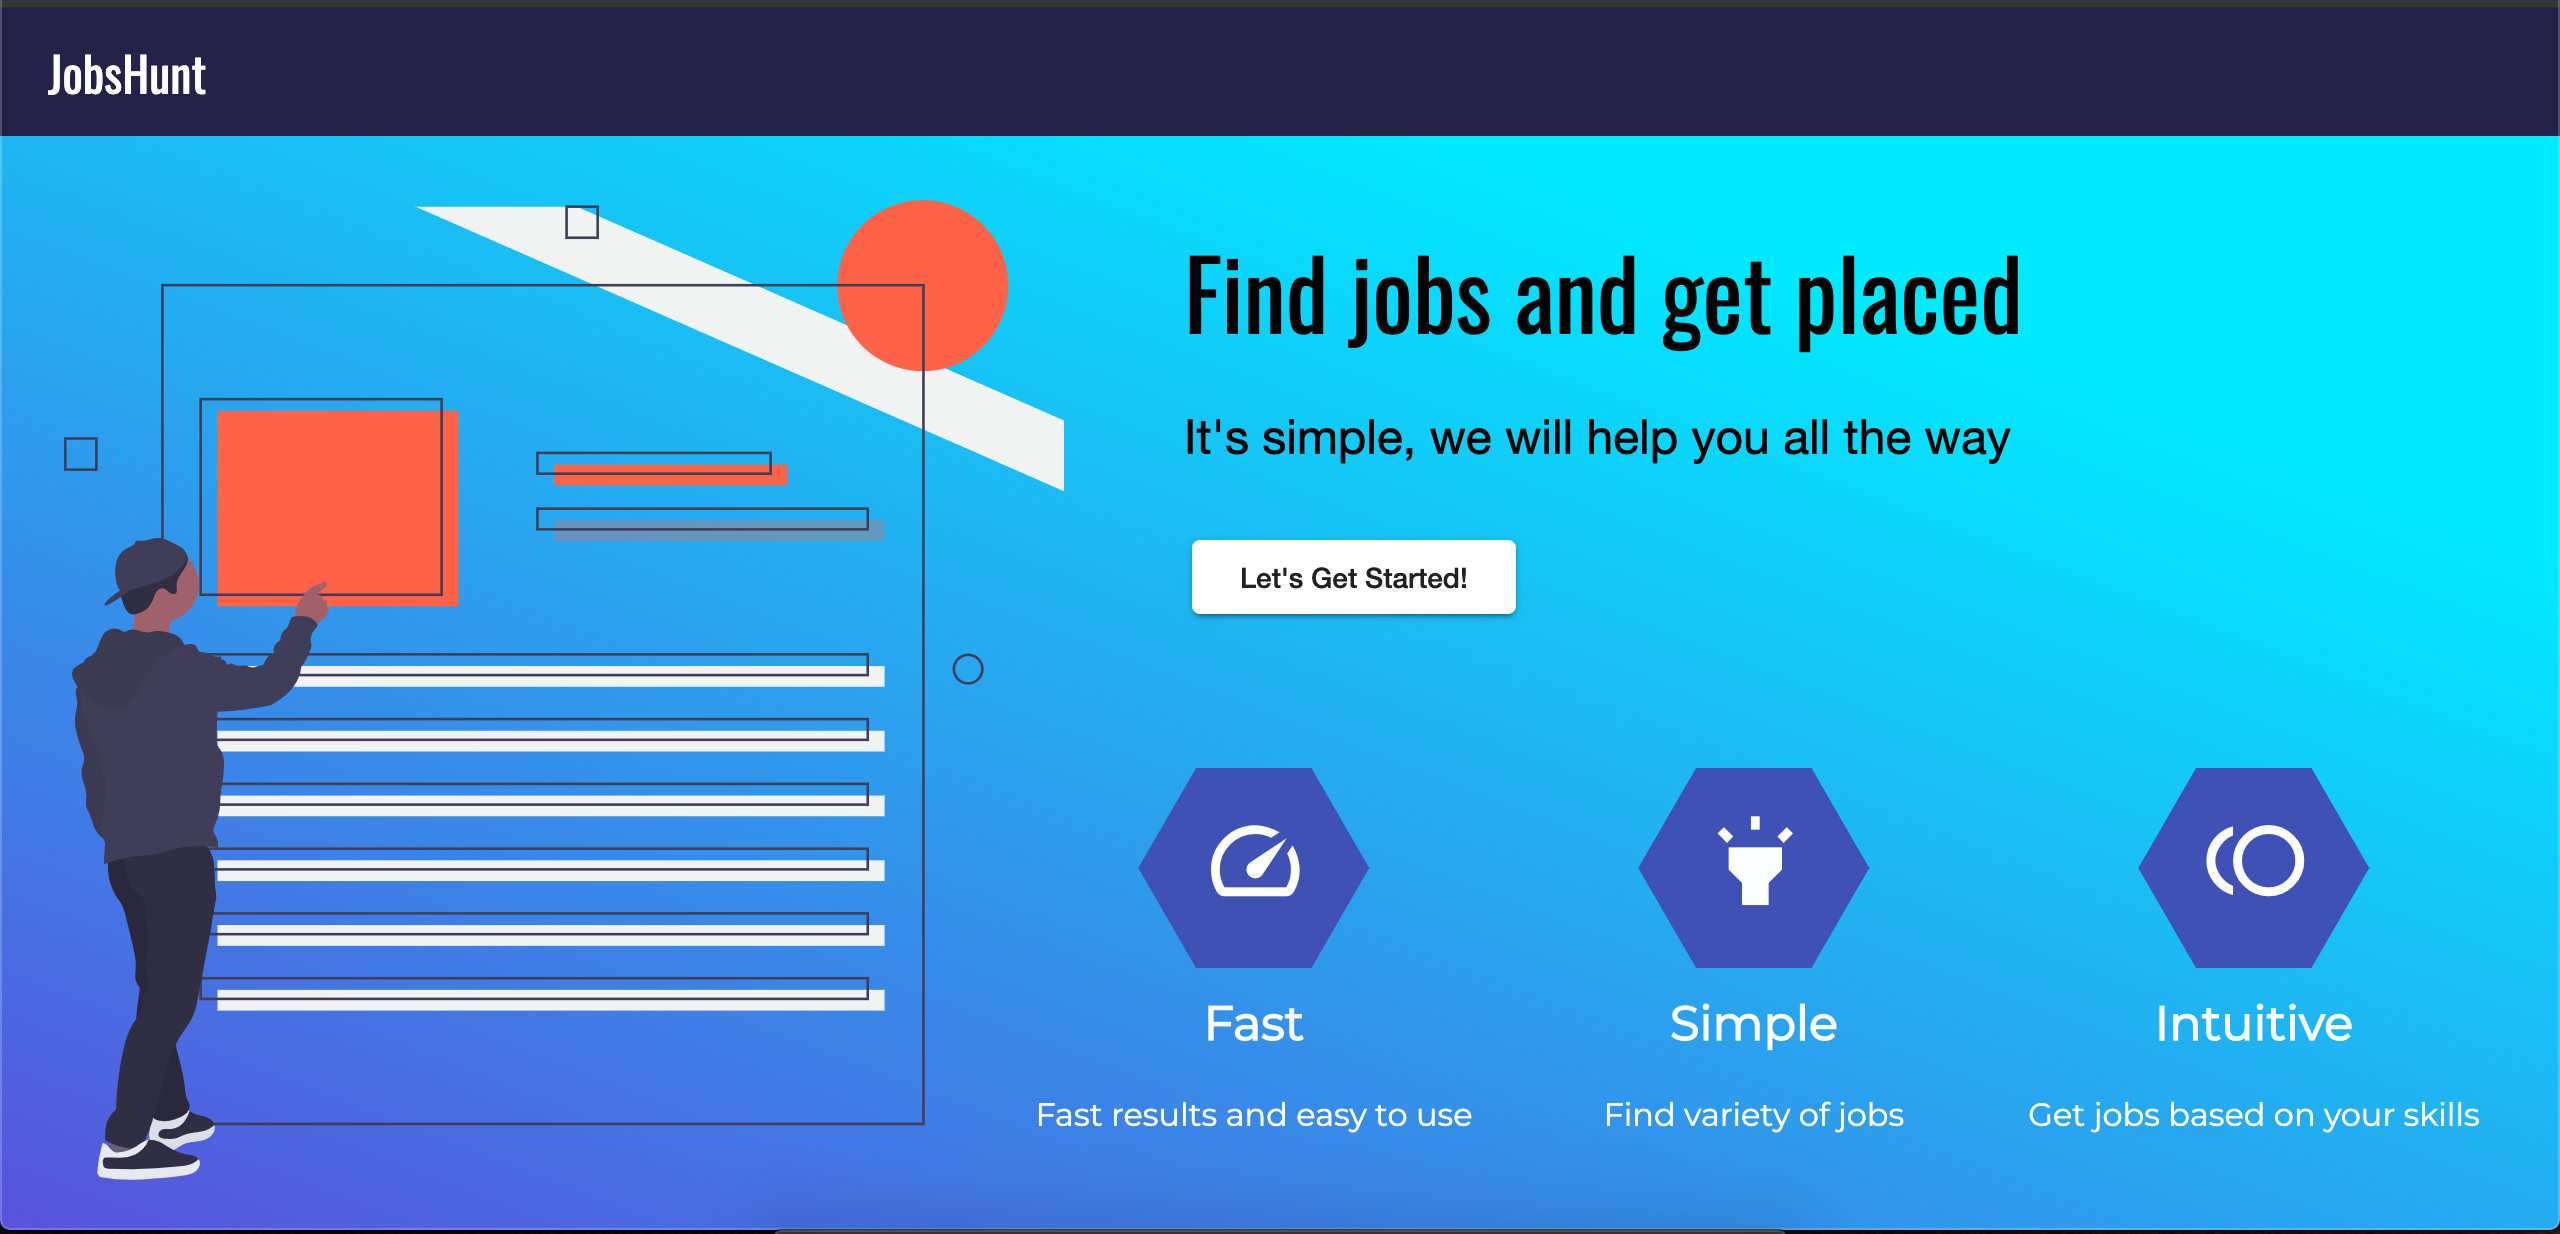 JobsHunt
Find jobs and get placed
It's simple, we will help you all the way
Let's Get Started!
Fast
Simple
Intuitive
Fast results and easy to use
Find variety of jobs
Get jobs based on your skills